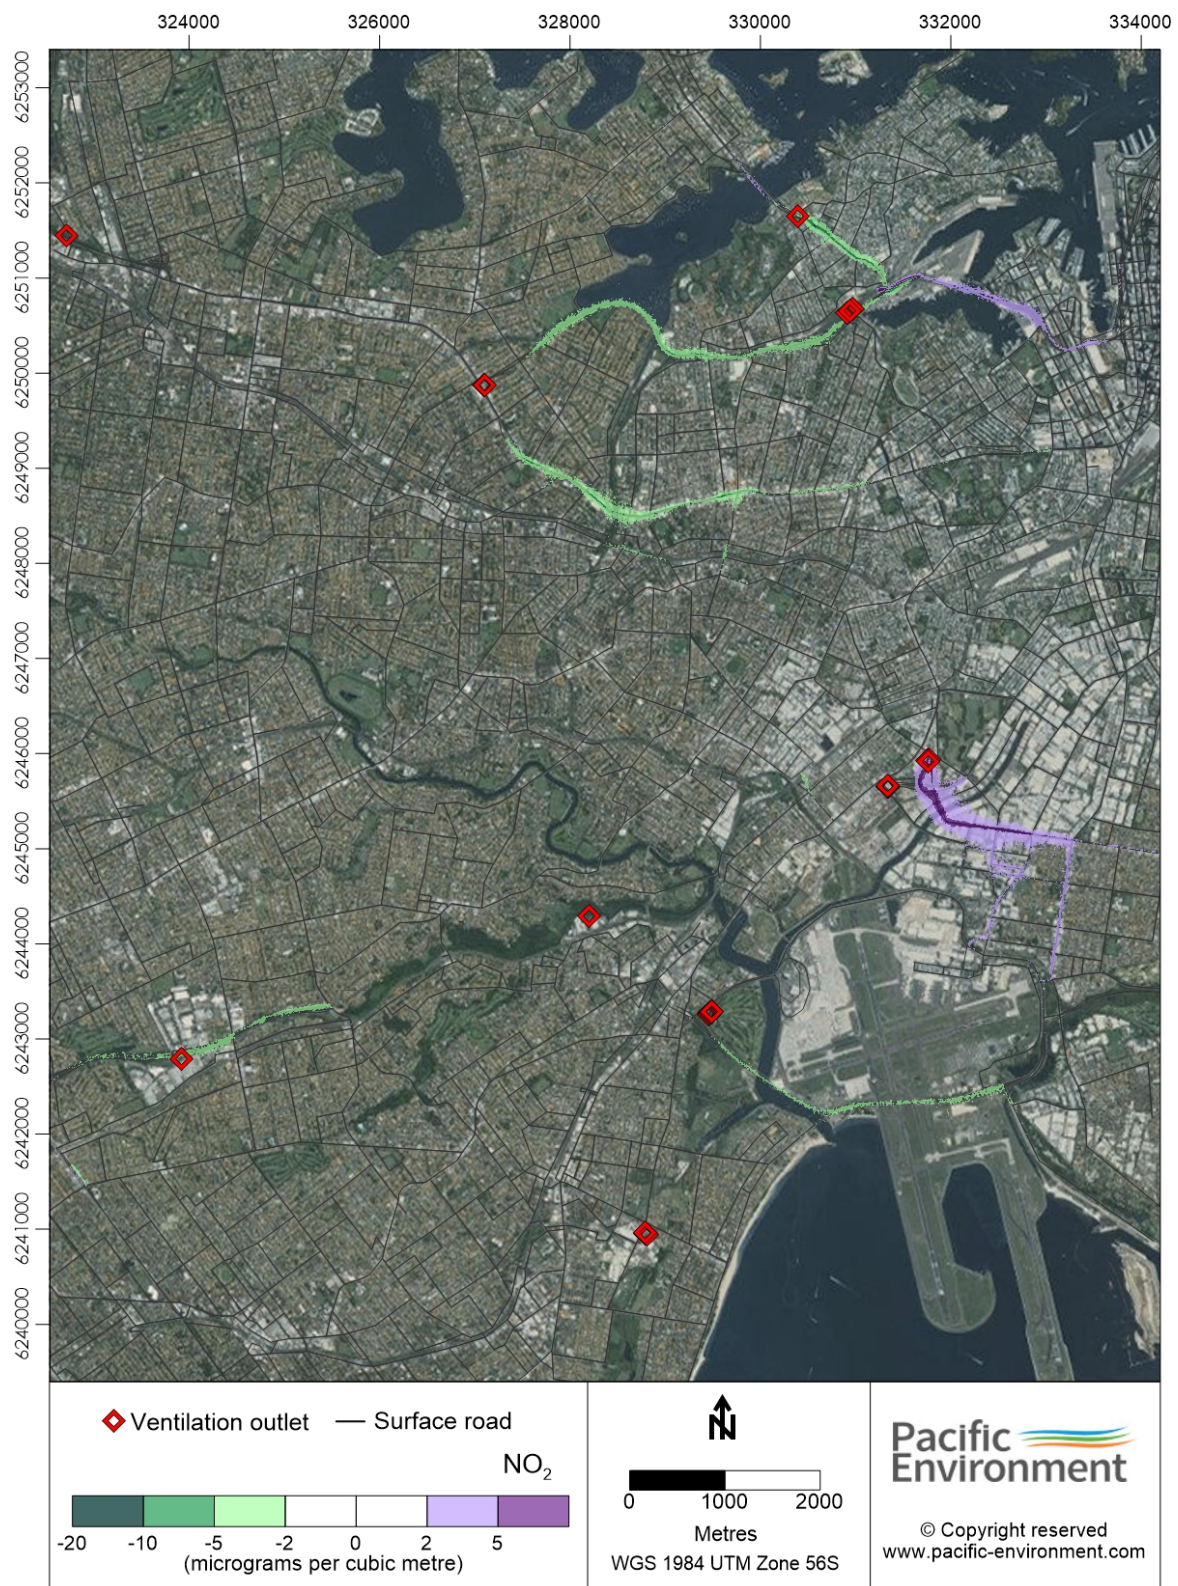 324000 326000 328000 330000 332000 334000
6253000
6252000
6251000
6250000
6249000
6248000
6247000
6246000
6245000
6244000
6243000
6242000
6241000
6240000
Ventilation outlet Surface road
NO2
-20 -10 -5 -2 0 2 5
(micrograms per cubic metre)
N
0 1000 2000
Metres
WGS 1984 UTM Zone 56S
Pacific
Environment
© Copyright reserved
www.pacific-environment.com